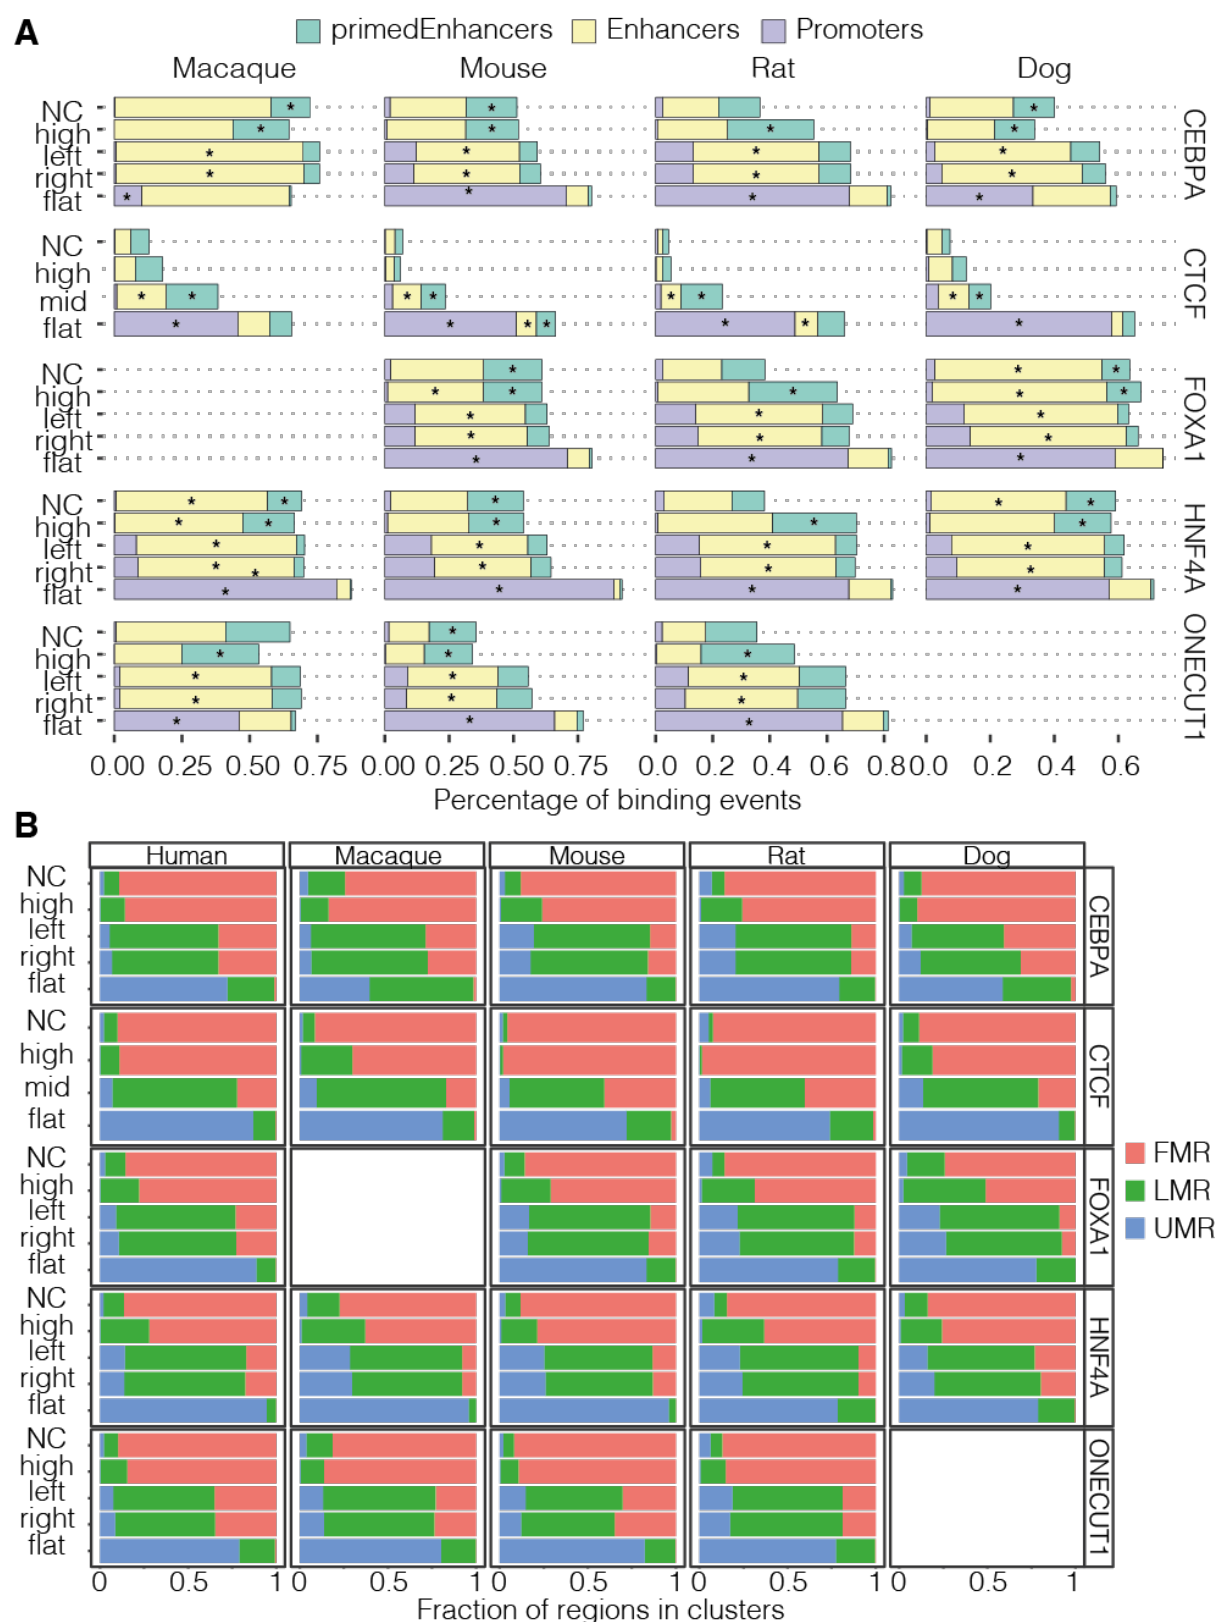 A
primedEnhancers Enhancers Promoters
Macaque Mouse Rat Dog
NC
high
left
right
flat
CEBPA
NC
high
mid
flat
CTCF
NC
high
left
right
flat
FOXA1
NC
high
left
right
flat
HNF4A
NC
high
left
right
flat
ONECUT1
0.00 0.25 0.50 0.75 0.00 0.25 0.50 0.75 0.0 0.2 0.4 0.6 0.8 0.0 0.2 0.4 0.6
Percentage of binding events
B
Human Macaque Mouse Rat Dog
NC
high
left
right
flat
CEBPA
NC
high
mid
flat
CTCF
NC
high
left
right
flat
FOXA1
FMR
LMR
UMR
NC
high
left
right
flat
HNF4A
NC
high
left
right
flat
ONECUT1
0 0.5 1 0 0.5 1 0 0.5 1 0 0.5 1 0 0.5 1
Fraction of regions in clusters